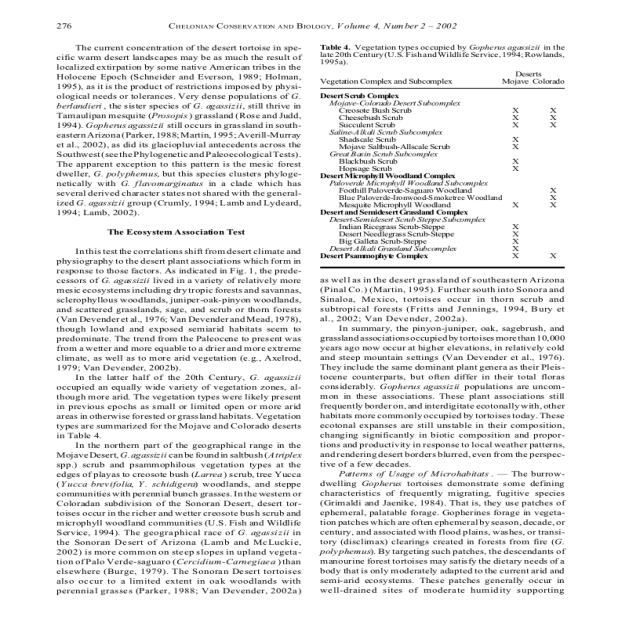 276
CHELONIAN CONSERVATION AND BIOLOGY, Volume 4, Number 2 – 2002
The current concentration of the desert tortoise in spe-
cific warm desert landscapes may be as much the result of
localized extirpation by some native American tribes in the
Holocene Epoch (Schneider and Everson, 1989; Holman,
1995), as it is the product of restrictions imposed by physi-
ological needs or tolerances. Very dense populations of G.
berlandieri, the sister species of G. agassizii, still thrive in
Tamaulipan mesquite (Prosopis) grassland (Rose and Judd,
1994). Gopherus agassizii still occurs in grassland in south-
eastern Arizona (Parker, 1988; Martin, 1995; Averill-Murray
et al., 2002), as did its glaciopluvial antecedents across the
Southwest (see the Phylogenetic and Paleoecological Tests).
The apparent exception to this pattern is the mesic forest
dweller, G. polyphemus, but this species clusters phyloge-
netically with G. flavomarginatus in a clade which has
several derived character states not shared with the general-
ized G. agassizii group (Crumly, 1994; Lamb and Lydeard,
1994; Lamb, 2002).
The Ecosystem Association Test
In this test the correlations shift from desert climate and
physiography to the desert plant associations which form in
response to those factors. As indicated in Fig. 1, the prede-
cessors of G. agassizii lived in a variety of relatively more
mesic ecosystems including dry tropic forests and savannas,
sclerophyllous woodlands, juniper-oak-pinyon woodlands,
and scattered grasslands, sage, and scrub or thorn forests
(Van Devender et al., 1976; Van Devender and Mead, 1978),
though lowland and exposed semiarid habitats seem to
predominate. The trend from the Paleocene to present was
from a wetter and more equable to a drier and more extreme
climate, as well as to more arid vegetation (e.g., Axelrod,
1979; Van Devender, 2002b).
In the latter half of the 20th Century, G. agassizii
occupied an equally wide variety of vegetation zones, al-
though more arid. The vegetation types were likely present
in previous epochs as small or limited open or more arid
areas in otherwise forested or grassland habitats. Vegetation
types are summarized for the Mojave and Colorado deserts
in Table 4.
In the northern part of the geographical range in the
Mojave Desert, G. agassizii can be found in saltbush (Atriplex
spp.) scrub and psammophilous vegetation types at the
edges of playas to creosote bush (Larrea) scrub, tree Yucca
(Yucca brevifolia, Y. schidigera) woodlands, and steppe
communities with perennial bunch grasses. In the western or
Coloradan subdivision of the Sonoran Desert, desert tor-
toises occur in the richer and wetter creosote bush scrub and
microphyll woodland communities (U.S. Fish and Wildlife
Service, 1994). The geographical race of G. agassizii in
the Sonoran Desert of Arizona (Lamb and McLuckie,
2002) is more common on steep slopes in upland vegeta-
tion of Palo Verde-saguaro (Cercidium-Carnegiaea) than
elsewhere (Burge, 1979). The Sonoran Desert tortoises
also occur to a limited extent in oak woodlands with
perennial grasses (Parker, 1988; Van Devender, 2002a)
Table 4. Vegetation types occupied by Gopherus agassizii in the
late 20th Century (U.S. Fish and Wildlife Service, 1994; Rowlands,
1995a).
Deserts
Vegetation Complex and Subcomplex Mojave Colorado
Desert Scrub Complex
Mojave-Colorado Desert Subcomplex
Creosote Bush Scrub X X
Cheesebush Scrub X X
Succulent Scrub X X
Saline-Alkali Scrub Subcomplex
Shadscale Scrub X
Mojave Saltbush-Allscale Scrub X
Great Basin Scrub Subcomplex
Blackbush Scrub X
Hopsage Scrub X
Desert Microphyll Woodland Complex
Paloverde Microphyll Woodland Subcomplex
Foothill Paloverde-Saguaro Woodland X
Blue Paloverde-Ironwood-Smoketree Woodland X
Mesquite Microphyll Woodland X X
Desert and Semidesert Grassland Complex
Desert-Semidesert Scrub Steppe Subcomplex
Indian Ricegrass Scrub-Steppe X
Desert Needlegrass Scrub-Steppe X
Big Galleta Scrub-Steppe X
Desert Alkali Grassland Subcomplex X
Desert Psammophyte Complex X X
as well as in the desert grassland of southeastern Arizona
(Pinal Co.) (Martin, 1995). Further south into Sonora and
Sinaloa, Mexico, tortoises occur in thorn scrub and
subtropical forests (Fritts and Jennings, 1994, Bury et
al., 2002; Van Devender, 2002a).
In summary, the pinyon-juniper, oak, sagebrush, and
grassland associations occupied by tortoises more than 10,000
years ago now occur at higher elevations, in relatively cold
and steep mountain settings (Van Devender et al., 1976).
They include the same dominant plant genera as their Pleis-
tocene counterparts, but often differ in their total floras
considerably. Gopherus agassizii populations are uncom-
mon in these associations. These plant associations still
frequently border on, and interdigitate ecotonally with, other
habitats more commonly occupied by tortoises today. These
ecotonal expanses are still unstable in their composition,
changing significantly in biotic composition and propor-
tions and productivity in response to local weather patterns,
and rendering desert borders blurred, even from the perspec-
tive of a few decades.
Patterns of Usage of Microhabitats. — The burrow-
dwelling Gopherus tortoises demonstrate some defining
characteristics of frequently migrating, fugitive species
(Grimaldi and Jaenike, 1984). That is, they use patches of
ephemeral, palatable forage. Gopherines forage in vegeta-
tion patches which are often ephemeral by season, decade, or
century, and associated with flood plains, washes, or transi-
tory (disclimax) clearings created in forests from fire (G.
polyphemus). By targeting such patches, the descendants of
manourine forest tortoises may satisfy the dietary needs of a
body that is only moderately adapted to the current arid and
semi-arid ecosystems. These patches generally occur in
well-drained sites of moderate humidity supporting